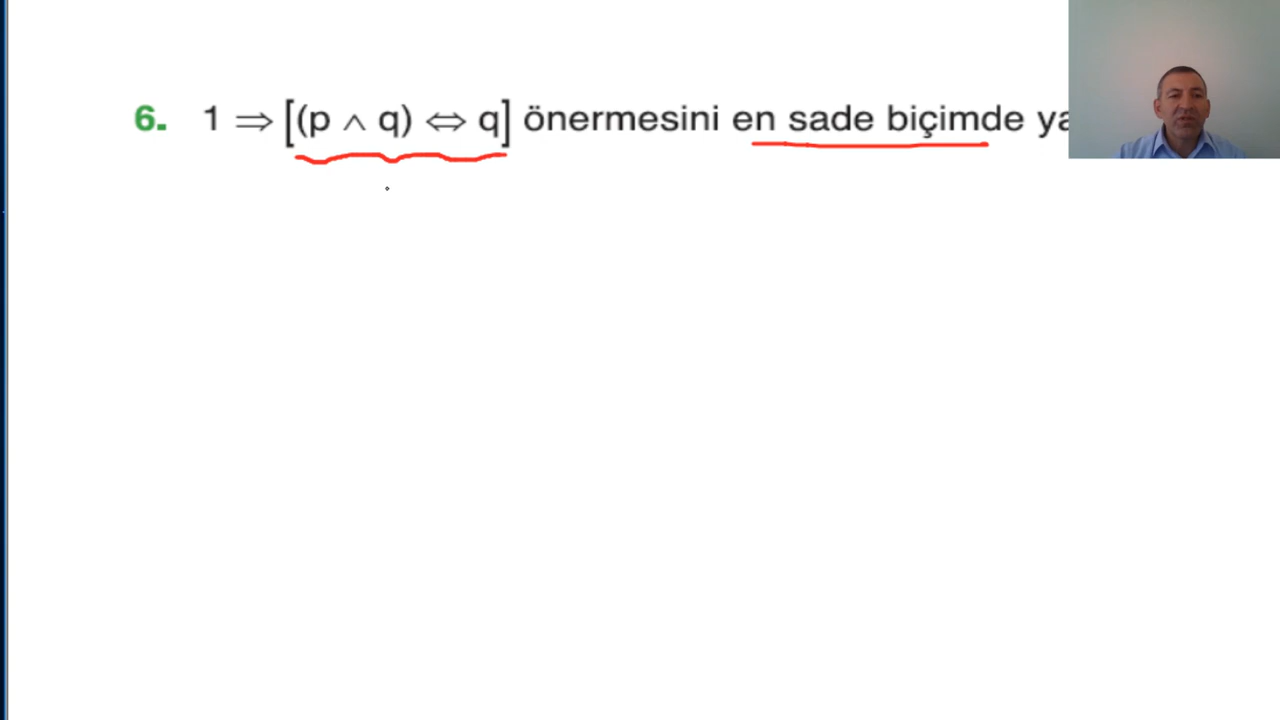 6. 1 ⇒ [(p ∧ q) ⇔ q] önermesini en sade biçimde